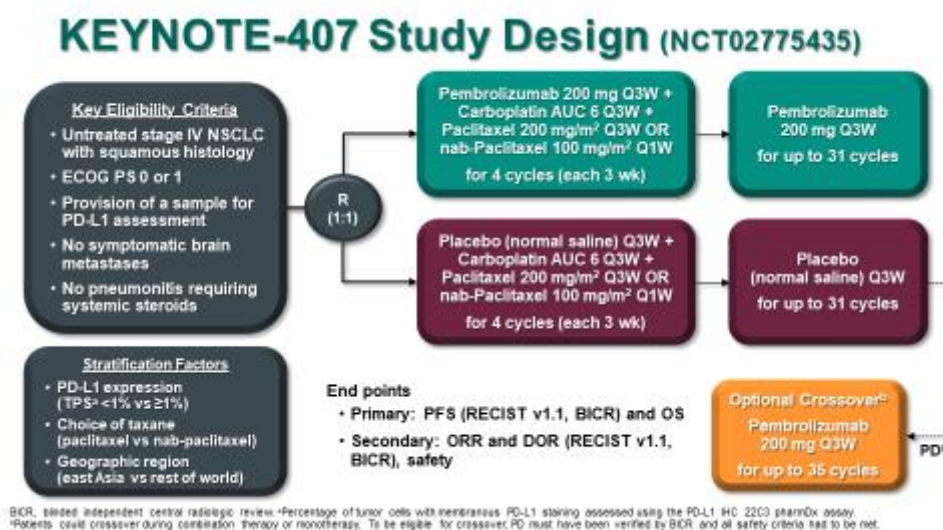 KEYNOTE-407 Study Design (NCT02775435)
Key Eligibility Criteria
• Untreated stage IV NSCLC
with squamous histology
• ECOG PS 0 or 1
• Provision of a sample for
PD-L1 assessment
• No symptomatic brain
metastases
• No pneumonitis requiring
systemic steroids
R
(1:1)
Pembrolizumab 200 mg Q3W +
Carboplatin AUC 6 Q3W +
Paclitaxel 200 mg/m² Q3W OR
nab-Paclitaxel 100 mg/m² Q1W
for 4 cycles (each 3 wk)
Pembrolizumab
200 mg Q3W
for up to 31 cycles
Placebo (normal saline) Q3W +
Carboplatin AUC 6 Q3W +
Paclitaxel 200 mg/m² Q3W OR
nab-Paclitaxel 100 mg/m² Q1W
for 4 cycles (each 3 wk)
Placebo
(normal saline) Q3W
for up to 31 cycles
Stratification Factors
• PD-L1 expression
(TPSᵃ <1% vs ≥1%)
• Choice of taxane
(paclitaxel vs nab-paclitaxel)
• Geographic region
(east Asia vs rest of world)
End points
• Primary: PFS (RECIST v1.1, BICR) and OS
• Secondary: ORR and DOR (RECIST v1.1,
BICR), safety
Optional Crossoverᵇ
Pembrolizumab
200 mg Q3W
for up to 35 cycles
PD
BICR, blinded independent central radiologic review. ᵃPercentage of tumor cells with membranous PD-L1 staining assessed using the PD-L1 IHC 22C3 pharmDx assay.
ᵇPatients could crossover during combination therapy or monotherapy. To be eligible for crossover, PD must have been verified by BICR and all safety criteria had to be met.